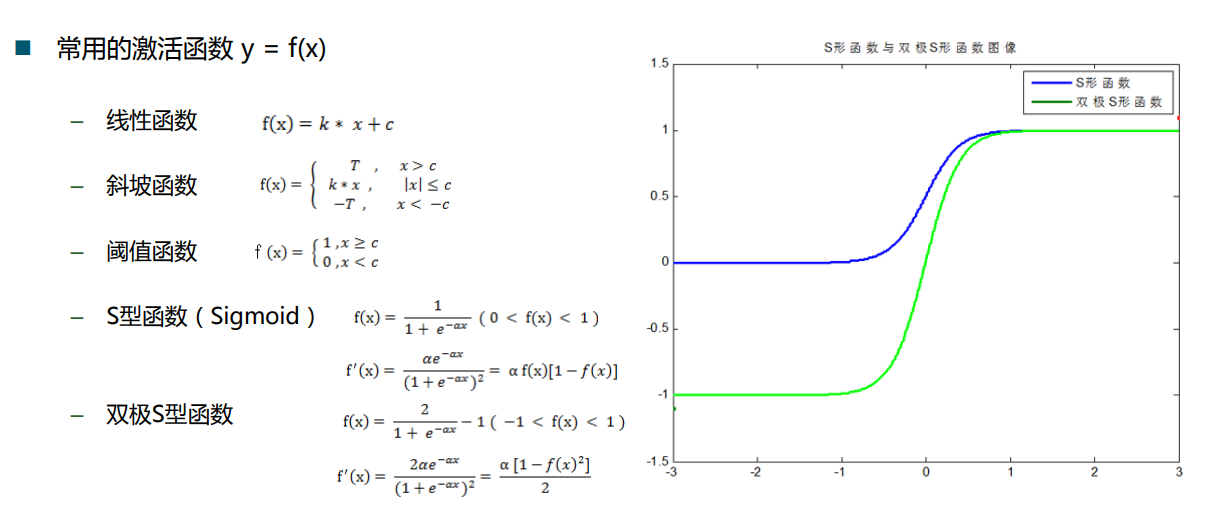 ■ 常用的激活函数 y = f(x)
– 线性函数 f(x) = k * x + c
– 斜坡函数 f(x) = { T , x > c
k * x , |x| ≤ c
−T , x < −c
– 阈值函数 f (x) = { 1 , x ≥ c
0 , x < c
– S型函数（Sigmoid） f(x) = 1 / (1 + e^{−αx}) ( 0 < f(x) < 1 )
f′(x) = αe^{−αx} / (1 + e^{−αx})² = α f(x)[1 − f(x)]
– 双极S型函数 f(x) = 2 / (1 + e^{−αx}) − 1 ( −1 < f(x) < 1 )
f′(x) = 2αe^{−αx} / (1 + e^{−αx})² = α [1 − f(x)²] / 2
S形函数与双极S形函数图像
S形函数
双极S形函数
1.5
1
0.5
0
-0.5
-1
-1.5
-3 -2 -1 0 1 2 3